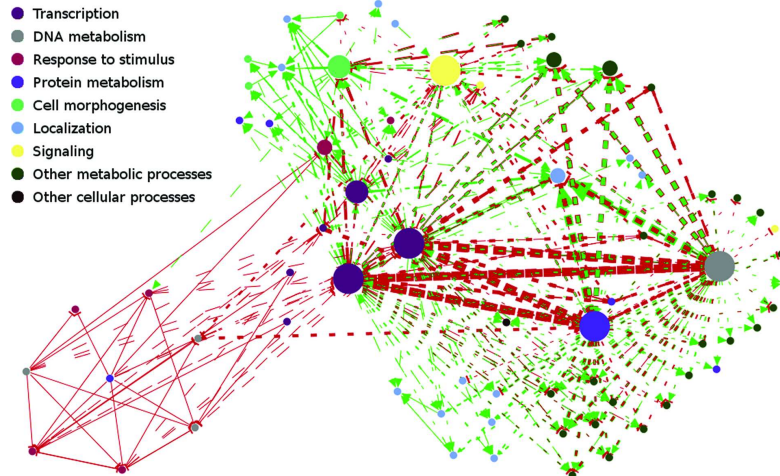 Transcription
DNA metabolism
Response to stimulus
Protein metabolism
Cell morphogenesis
Localization
Signaling
Other metabolic processes
Other cellular processes